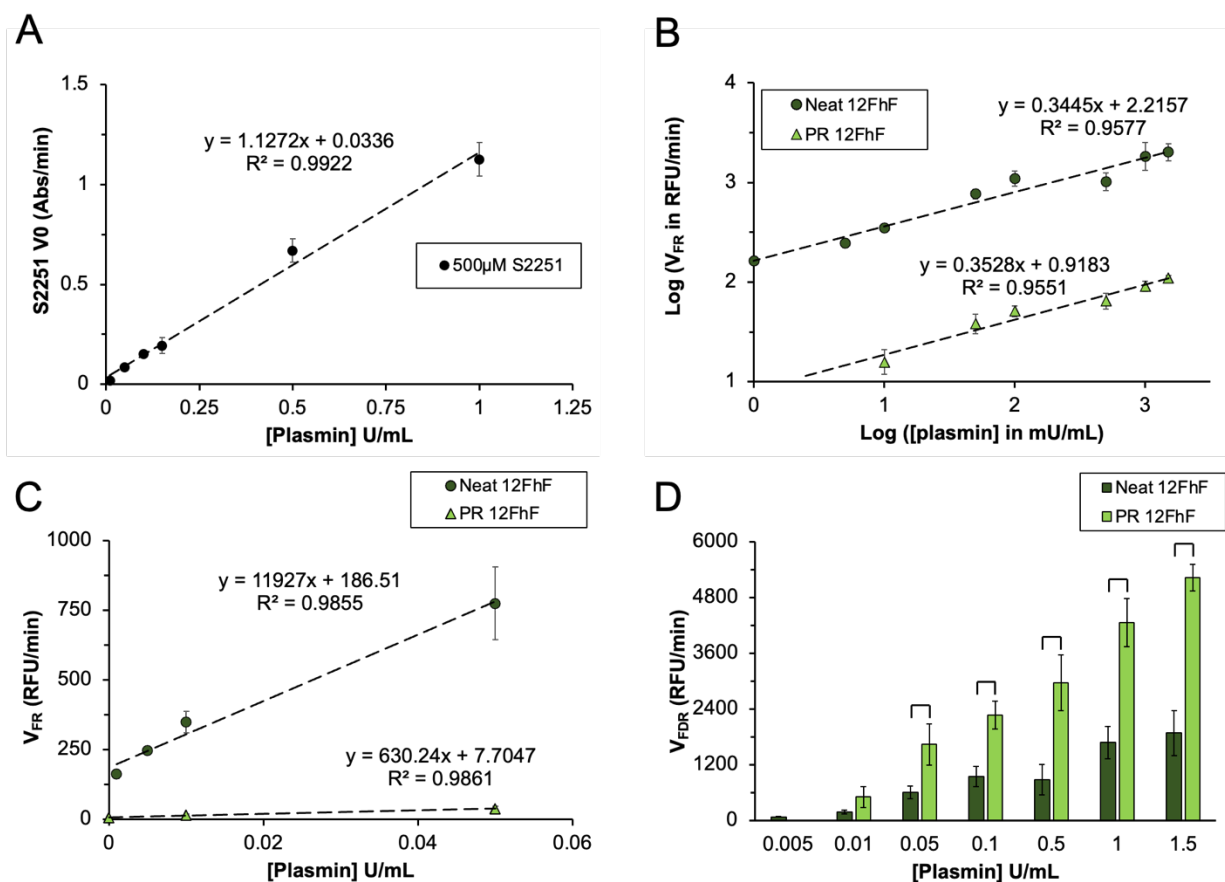 A
S2251 V0 (Abs/min)
1.5
1
0.5
0
y = 1.1272x + 0.0336
R² = 0.9922
500µM S2251
0
0.25
0.5
0.75
1
1.25
[Plasmin] U/mL
B
Log (V_FR in RFU/min)
4
3
2
1
Neat 12FhF
PR 12FhF
y = 0.3445x + 2.2157
R² = 0.9577
y = 0.3528x + 0.9183
R² = 0.9551
0
1
2
3
Log ([plasmin] in mU/mL)
C
Neat 12FhF
PR 12FhF
V_FR (RFU/min)
1000
750
500
250
0
y = 11927x + 186.51
R² = 0.9855
y = 630.24x + 7.7047
R² = 0.9861
0
0.02
0.04
0.06
[Plasmin] U/mL
D
Neat 12FhF
PR 12FhF
V_FDR (RFU/min)
6000
4800
3600
2400
1200
0
0.005
0.01
0.05
0.1
0.5
1
1.5
[Plasmin] U/mL